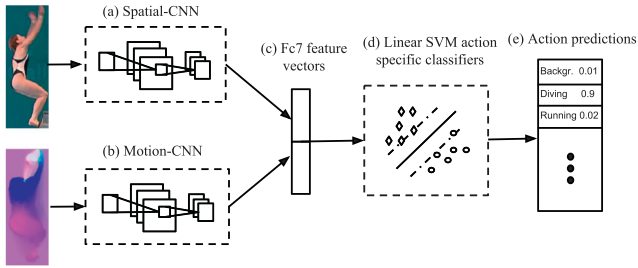 (a) Spatial-CNN
(b) Motion-CNN
(c) Fc7 feature
vectors
(d) Linear SVM action
specific classifiers
(e) Action predictions
Backgr. 0.01
Diving 0.9
Running 0.02